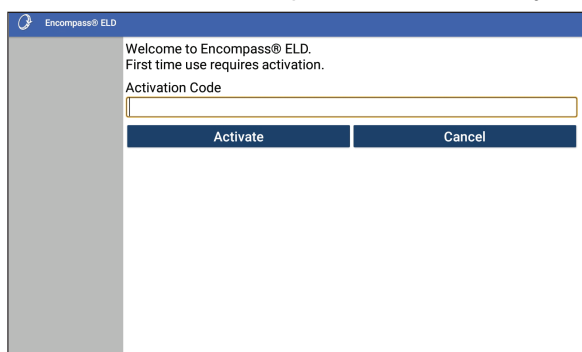 Encompass® ELD
Welcome to Encompass® ELD.
First time use requires activation.
Activation Code
Activate
Cancel